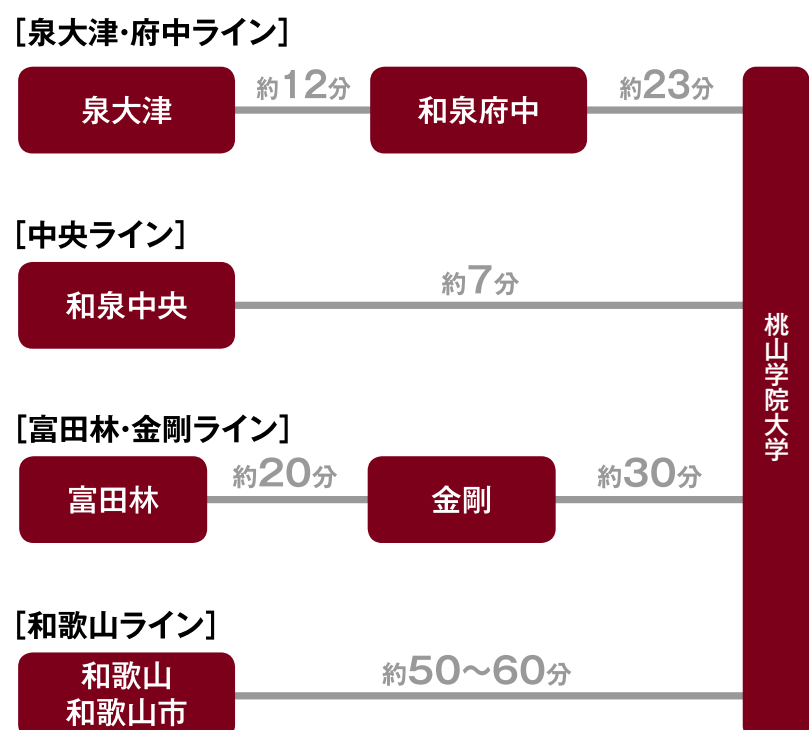 ［泉大津・府中ライン］
泉大津
約12分
和泉府中
約23分
［中央ライン］
和泉中央
約7分
桃山学院大学
［富田林・金剛ライン］
富田林
約20分
金剛
約30分
［和歌山ライン］
和歌山
和歌山市
約50〜60分